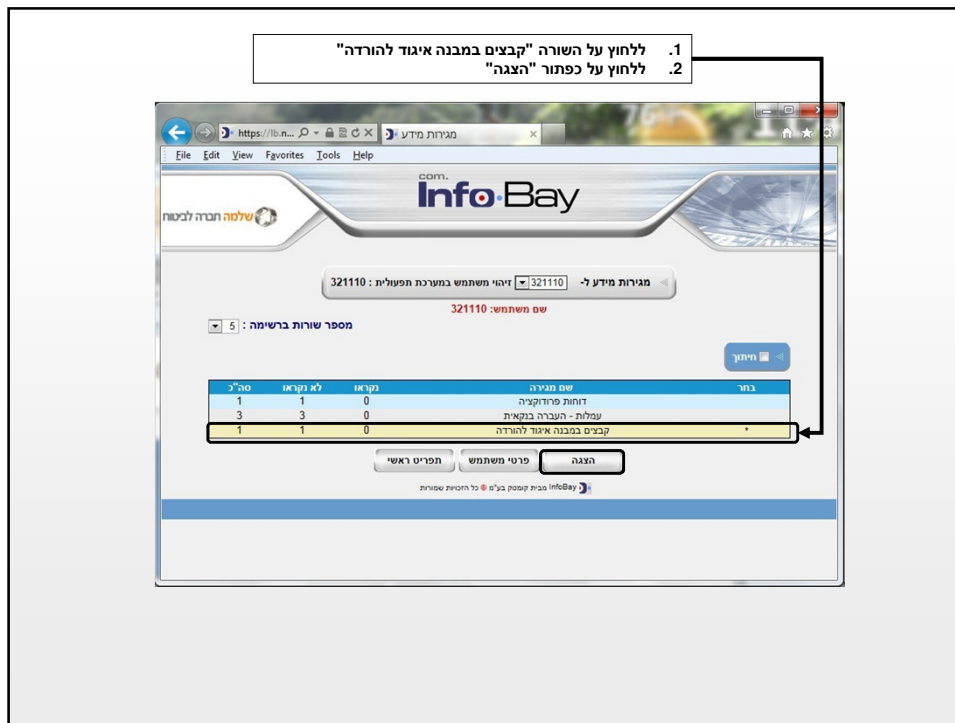 1. ללחוץ על השורה "קבצים במבנה איגוד להורדה"
2. ללחוץ על כפתור "הצגה"
https://lb.n...
מגירות מידע
File Edit View Favorites Tools Help
com.
Info Bay
שלמה חברה לביטוח
מגירות מידע ל- 321110 זיהוי משתמש במערכת תפעולית : 321110
שם משתמש: 321110
מספר שורות ברשימה : 5
חיתוך
בחר שם מגירה נקראו לא נקראו סה"כ
דוחות פרודוקציה 0 1 1
עמלות - העברה בנקאית 0 3 3
* קבצים במבנה איגוד להורדה 0 1 1
הצגה פרטי משתמש תפריט ראשי
InfoBay מבית קומטק בע"מ © כל הזכויות שמורות